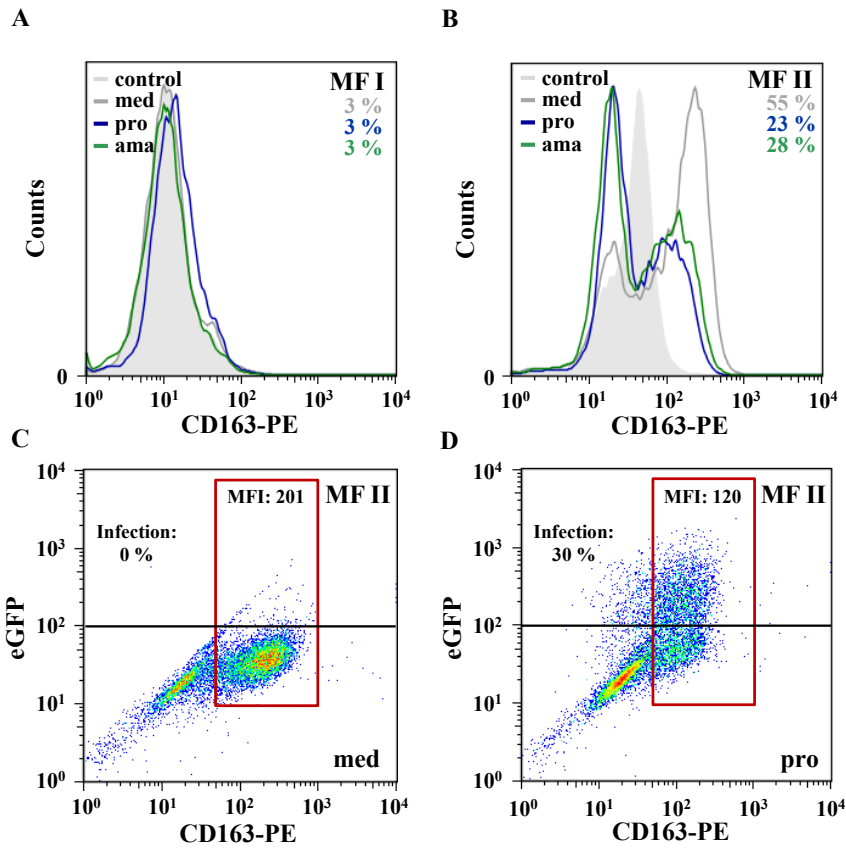 A
control
med
pro
ama
MF I
3 %
3 %
3 %
Counts
0
10⁰ 10¹ 10² 10³ 10⁴
CD163-PE
B
control
med
pro
ama
MF II
55 %
23 %
28 %
Counts
0
10⁰ 10¹ 10² 10³ 10⁴
CD163-PE
C
10⁴
10³
10²
10¹
10⁰
eGFP
MFI: 201
MF II
Infection:
0 %
med
10⁰ 10¹ 10² 10³ 10⁴
CD163-PE
D
10⁴
10³
10²
10¹
10⁰
eGFP
MFI: 120
MF II
Infection:
30 %
pro
10⁰ 10¹ 10² 10³ 10⁴
CD163-PE